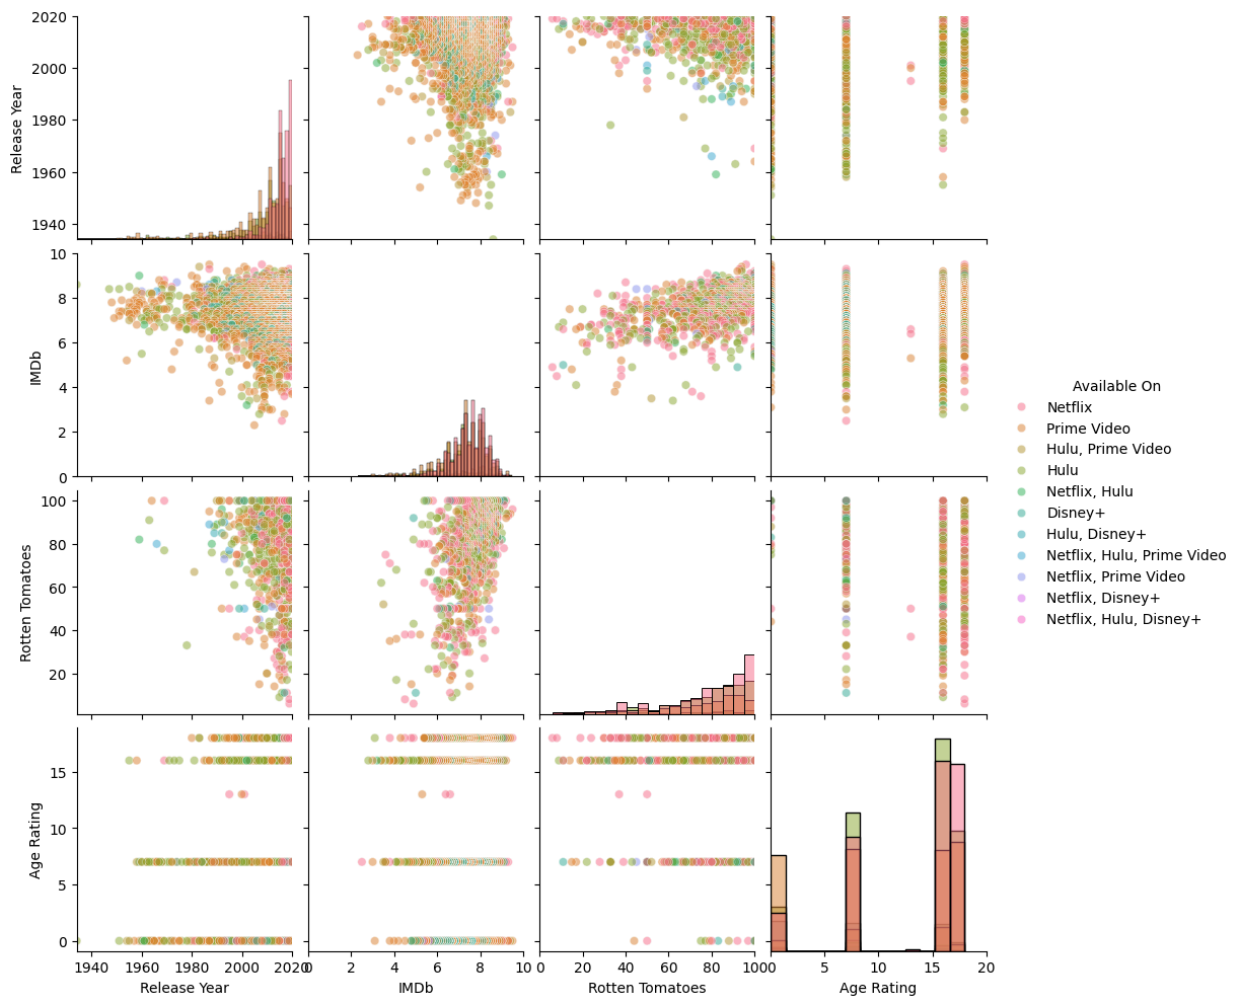 2020
2000
1980
1960
1940
Release Year
10
8
6
4
2
0
IMDb
Available On
Netflix
Prime Video
Hulu, Prime Video
Hulu
Netflix, Hulu
Disney+
Hulu, Disney+
Netflix, Hulu, Prime Video
Netflix, Prime Video
Netflix, Disney+
Netflix, Hulu, Disney+
100
80
60
40
20
Rotten Tomatoes
15
10
5
0
Age Rating
1940 1960 1980 2000 2020
0 2 4 6 8 10
0 20 40 60 80 100
0 5 10 15 20
Release Year IMDb Rotten Tomatoes Age Rating